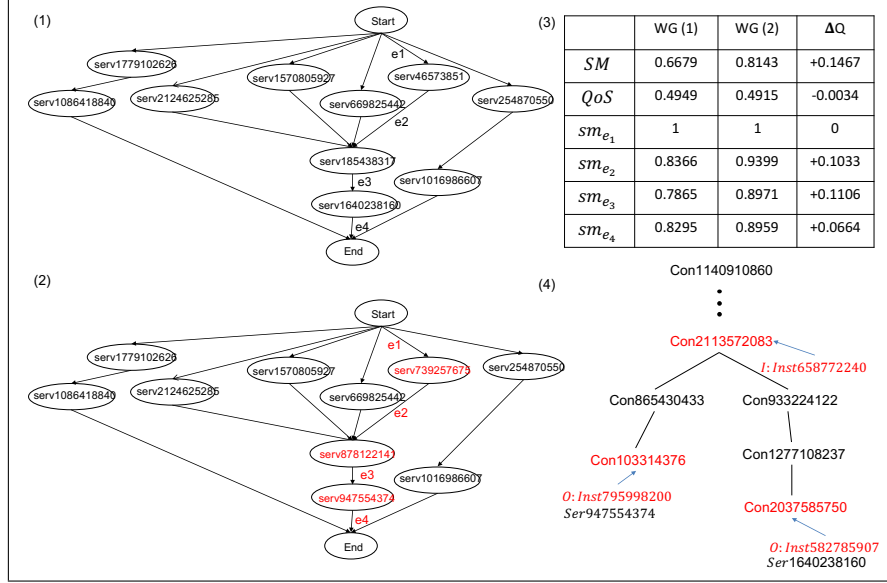 (1)
Start
e1
serv1779102626
serv1570805927
serv46573851
serv1086418840
serv2124625285
serv669825442
serv254870550
e2
serv185438317
e3
serv1016986607
serv1640238160
e4
End
(2)
Start
e1
serv1779102626
serv1570805927
serv739257675
serv254870550
serv1086418840
serv2124625285
serv669825442
e2
serv878122141
e3
serv1016986607
serv947554374
e4
End
(3)
WG (1) WG (2) ΔQ
SM 0.6679 0.8143 +0.1467
QoS 0.4949 0.4915 -0.0034
sm_e₁ 1 1 0
sm_e₂ 0.8366 0.9399 +0.1033
sm_e₃ 0.7865 0.8971 +0.1106
sm_e₄ 0.8295 0.8959 +0.0664
(4)
Con1140910860
Con2113572083
I: Inst658772240
Con865430433 Con933224122
Con103314376 Con1277108237
O: Inst795998200
Ser947554374
Con2037585750
O: Inst582785907
Ser1640238160